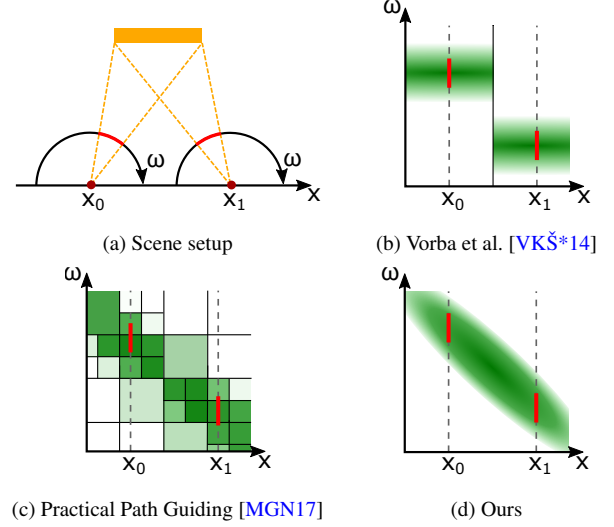 ω
ω
x
x₀
x₁
(a) Scene setup
ω
x₀
x₁
x
(b) Vorba et al. [VKŠ*14]
ω
x₀
x₁
x
(c) Practical Path Guiding [MGN17]
ω
x₀
x₁
x
(d) Ours